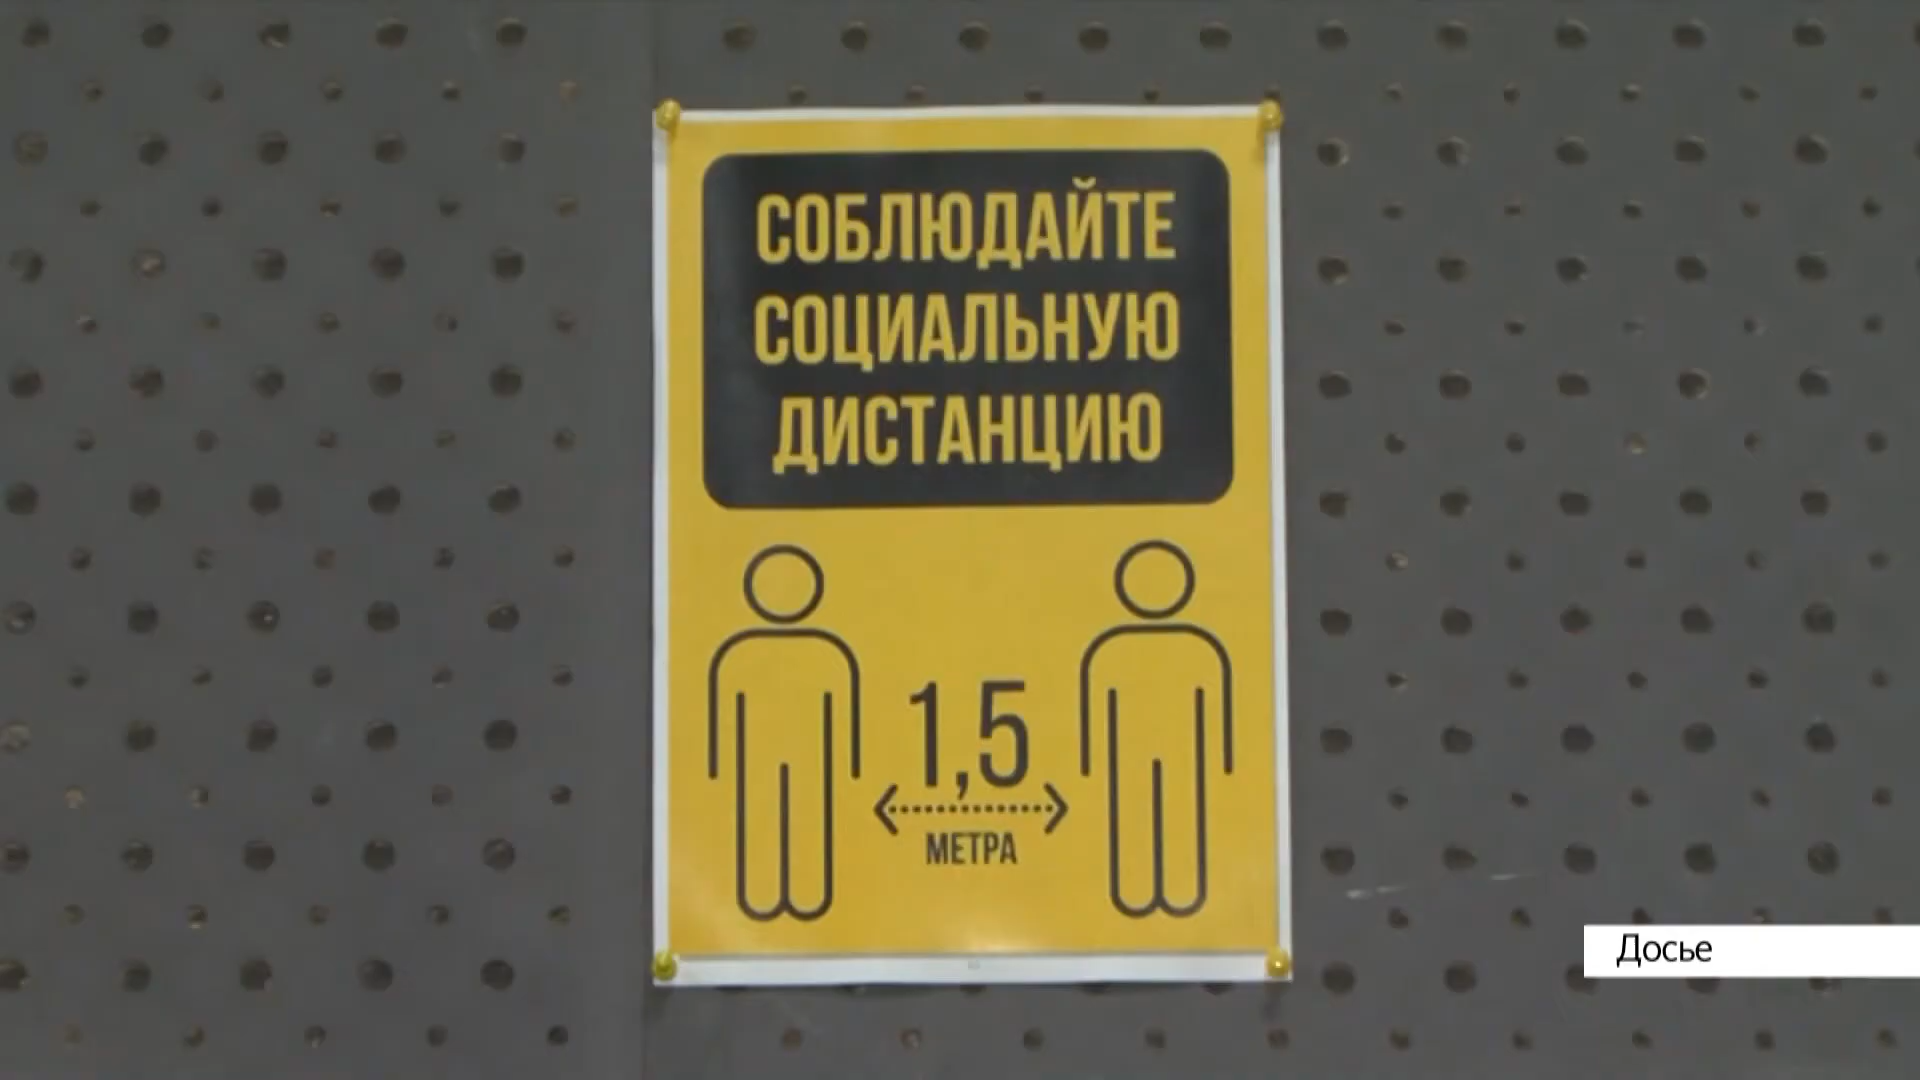 СОБЛЮДАЙТЕ
СОЦИАЛЬНУЮ
ДИСТАНЦИЮ
1,5
МЕТРА
Досье